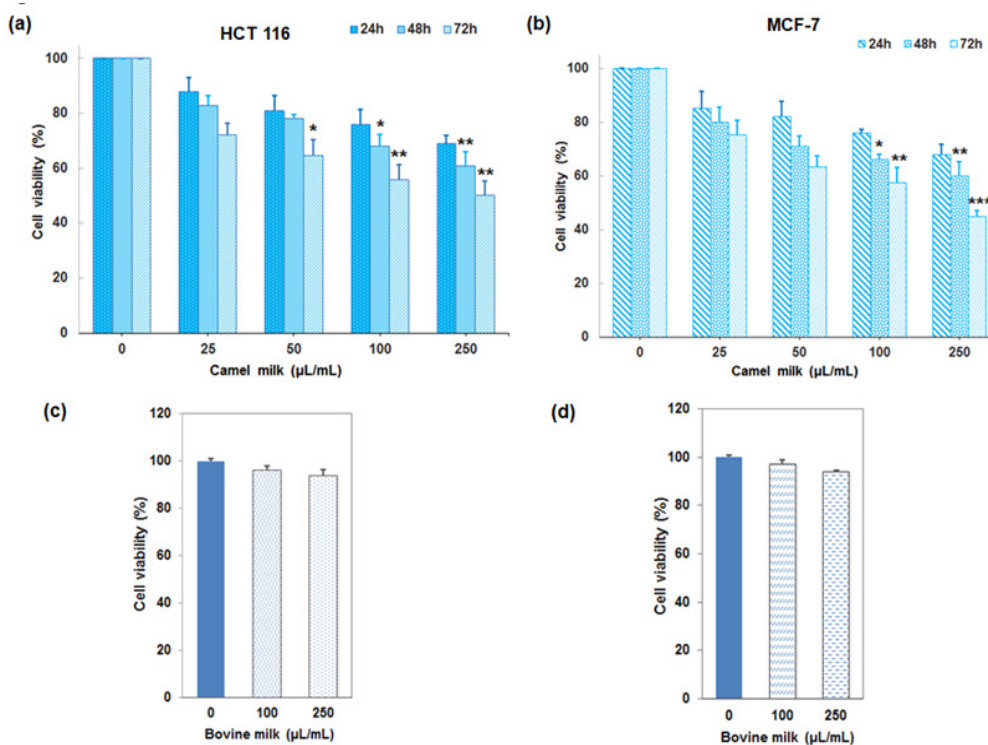 (a)
HCT 116
24h 48h 72h
100
80
60
40
20
0
Cell viability (%)
*
*
**
**
**
0 25 50 100 250
Camel milk (µL/mL)
(b)
MCF-7
24h 48h 72h
100
80
60
40
20
0
Cell viability (%)
*
**
**
***
0 25 50 100 250
Camel milk (µL/mL)
(c)
120
100
80
60
40
20
0
Cell viability (%)
0 100 250
Bovine milk (µL/mL)
(d)
120
100
80
60
40
20
0
Cell viability (%)
0 100 250
Bovine milk (µL/mL)